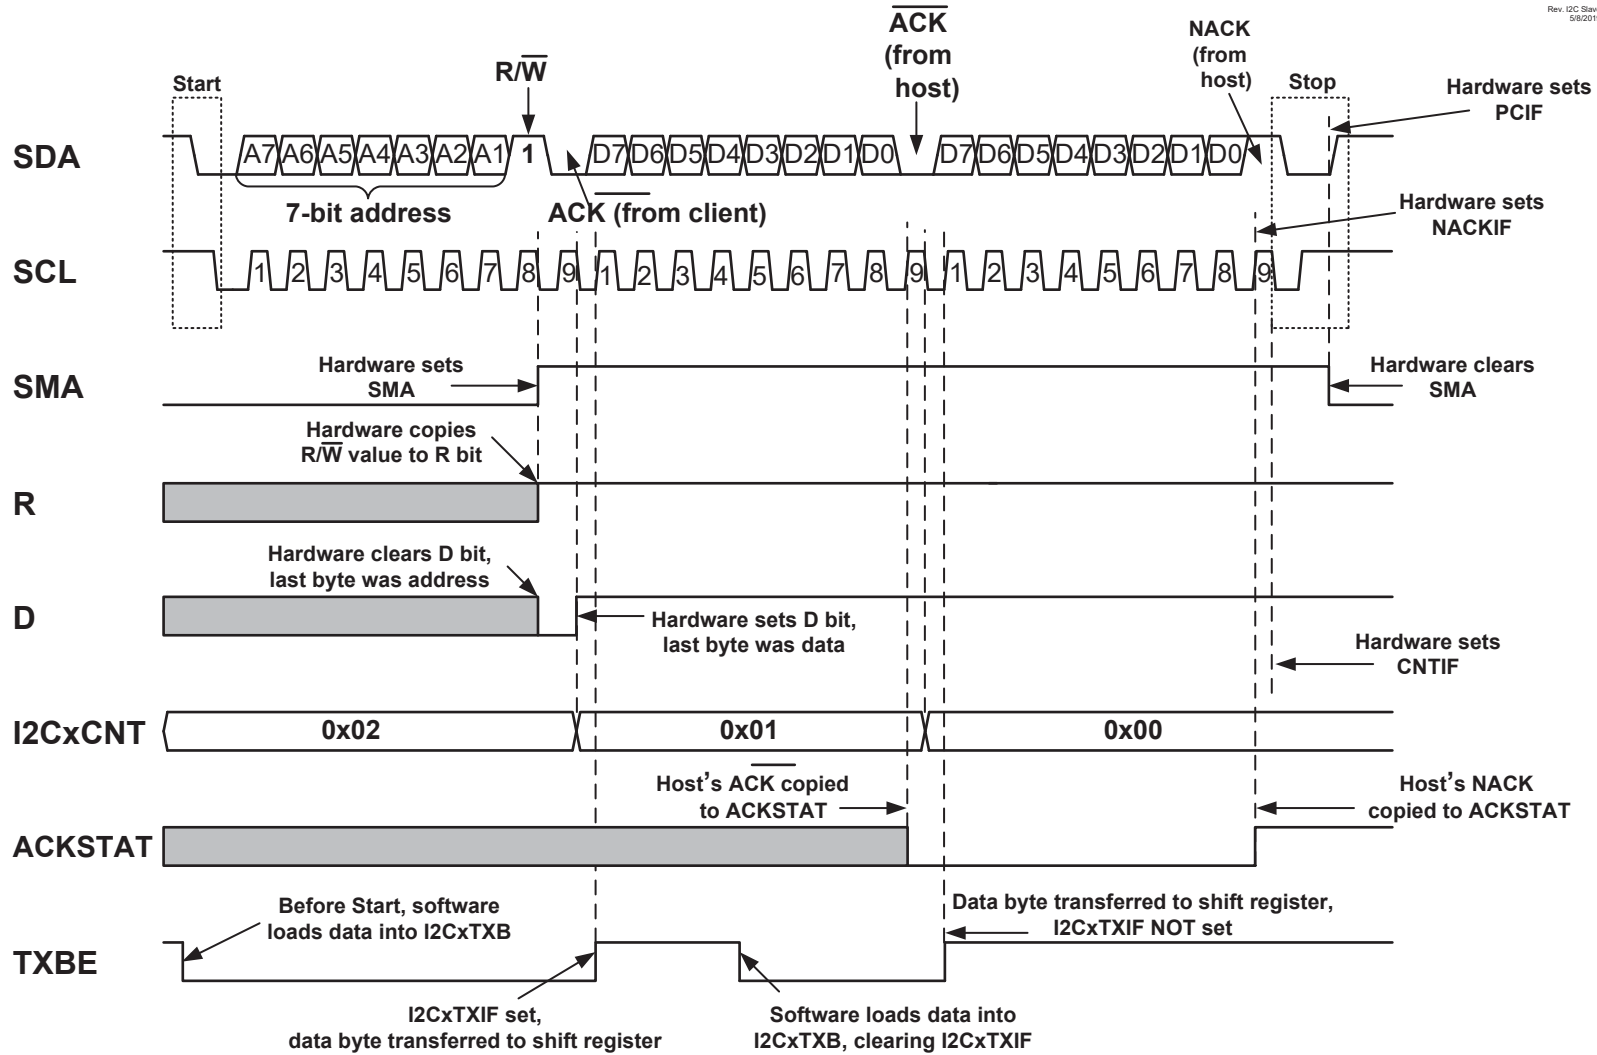 Rev. I2C Slav
5/8/201
ACK
(from
host)
NACK
(from
host)
R/W
Start
Stop
Hardware sets
PCIF
SDA
A7 A6 A5 A4 A3 A2 A1 1 D7 D6 D5 D4 D3 D2 D1 D0 D7 D6 D5 D4 D3 D2 D1 D0
7-bit address
ACK (from client)
Hardware sets
NACKIF
SCL
1 2 3 4 5 6 7 8 9 1 2 3 4 5 6 7 8 9 1 2 3 4 5 6 7 8 9
SMA
Hardware sets
SMA
Hardware clears
SMA
Hardware copies
R/W value to R bit
R
Hardware clears D bit,
last byte was address
D
Hardware sets D bit,
last byte was data
Hardware sets
CNTIF
I2CxCNT
0x02
0x01
0x00
Host's ACK copied
to ACKSTAT
Host's NACK
copied to ACKSTAT
ACKSTAT
Before Start, software
loads data into I2CxTXB
Data byte transferred to shift register,
I2CxTXIF NOT set
TXBE
I2CxTXIF set,
data byte transferred to shift register
Software loads data into
I2CxTXB, clearing I2CxTXIF